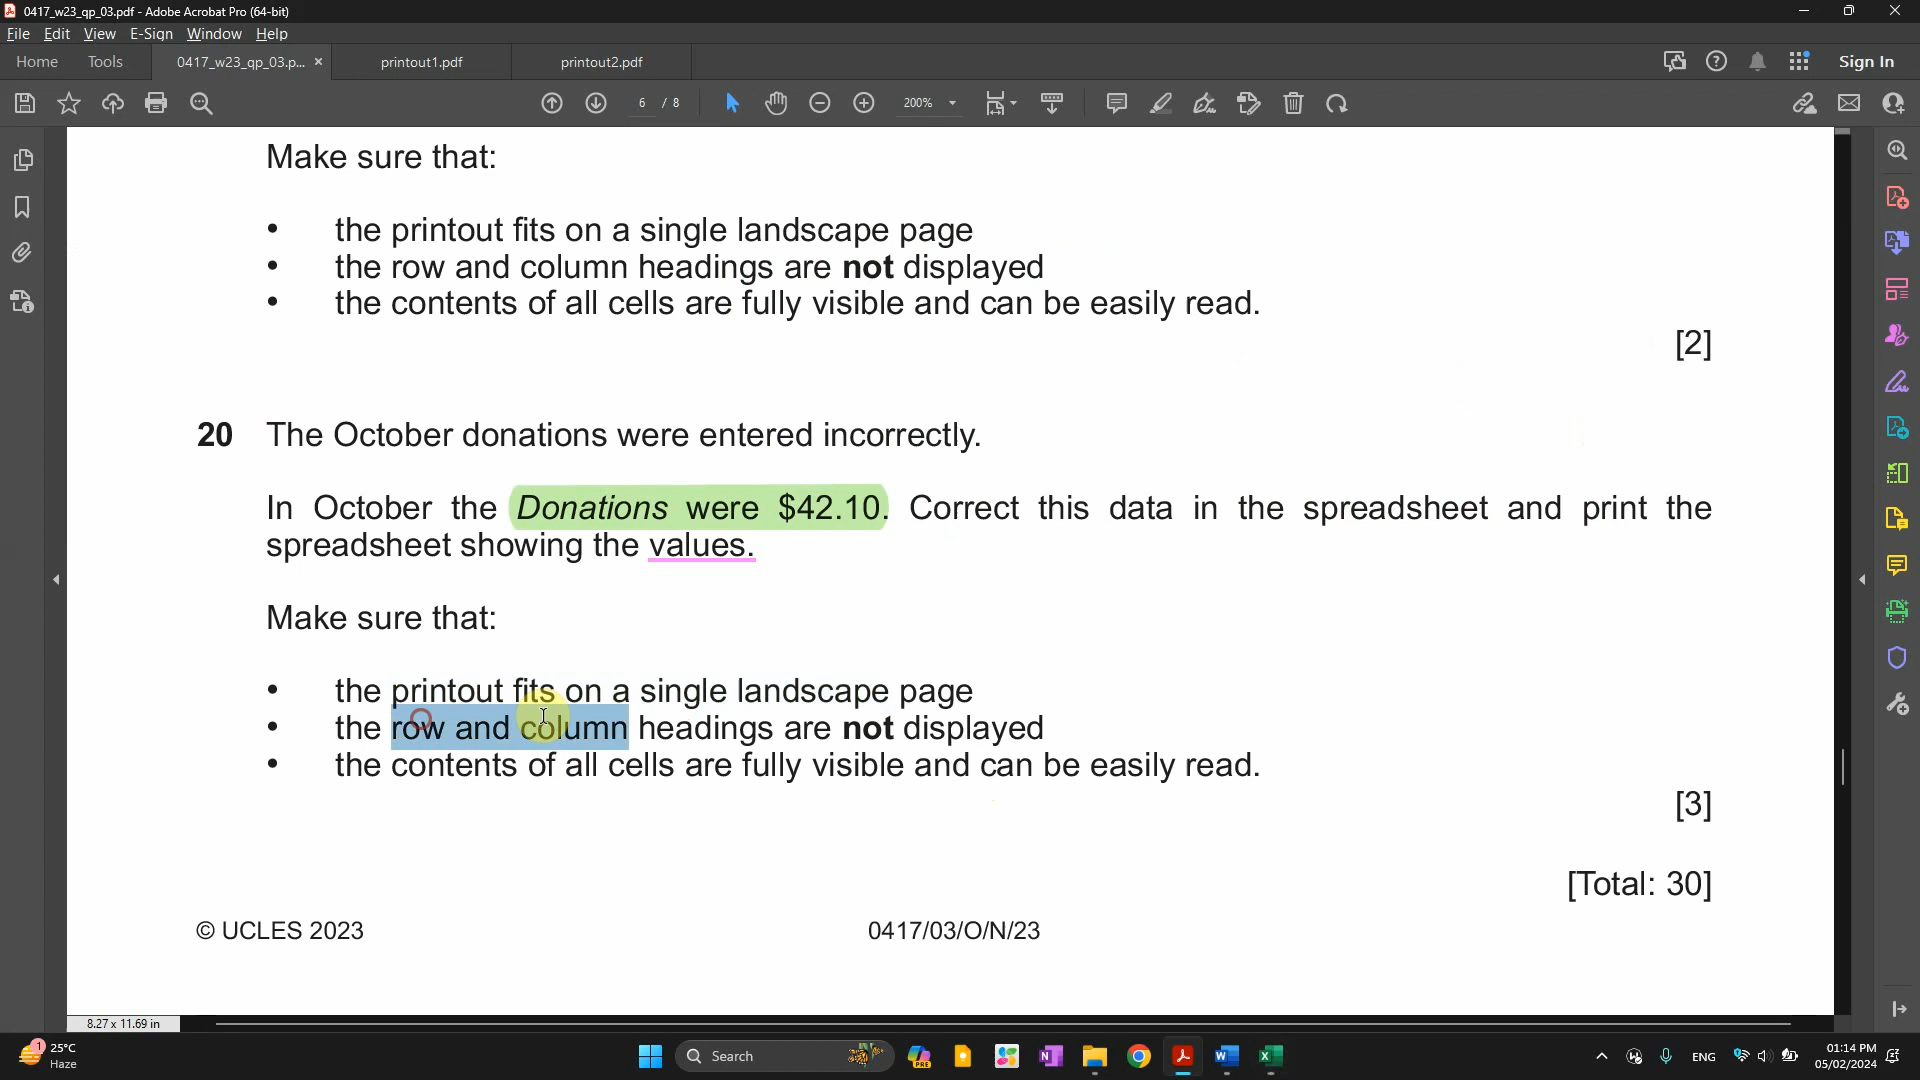 0417_w23_qp_03.pdf - Adobe Acrobat Pro (64-bit)
File Edit View E-Sign Window Help
Home Tools 0417_w23_qp_03.p... × printout1.pdf printout2.pdf Sign In
6 / 8 200%
Make sure that:
• the printout fits on a single landscape page
• the row and column headings are not displayed
• the contents of all cells are fully visible and can be easily read.
[2]
20 The October donations were entered incorrectly.
In October the Donations were $42.10. Correct this data in the spreadsheet and print the
spreadsheet showing the values.
Make sure that:
• the printout fits on a single landscape page
• the row and column headings are not displayed
• the contents of all cells are fully visible and can be easily read.
[3]
[Total: 30]
© UCLES 2023 0417/03/O/N/23
8.27 x 11.69 in
1 25°C
Haze
Search
PRE
ENG
01:14 PM
05/02/2024